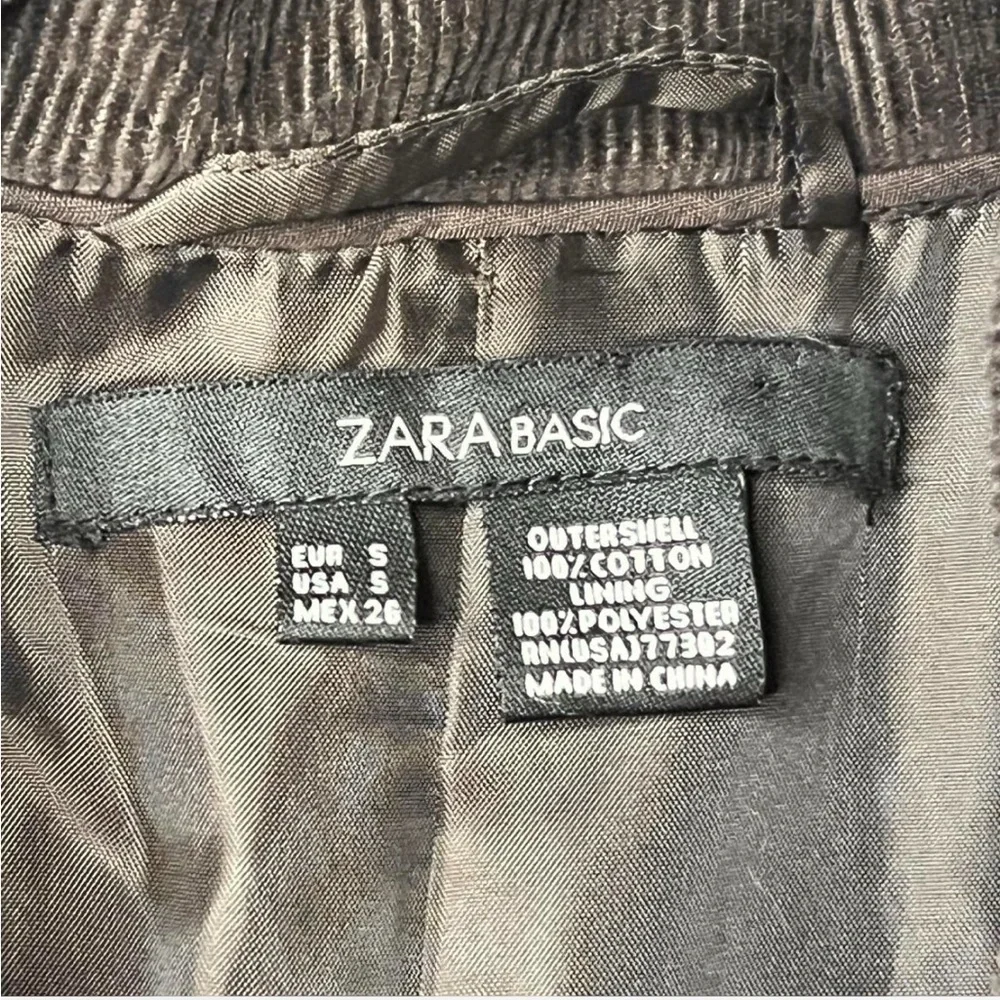 ZARA BASIC
EUR S
USA S
MEX 26
OUTERSHELL
100%COTTON
LINING
100%POLYESTER
RN(USA)77302
MADE IN CHINA